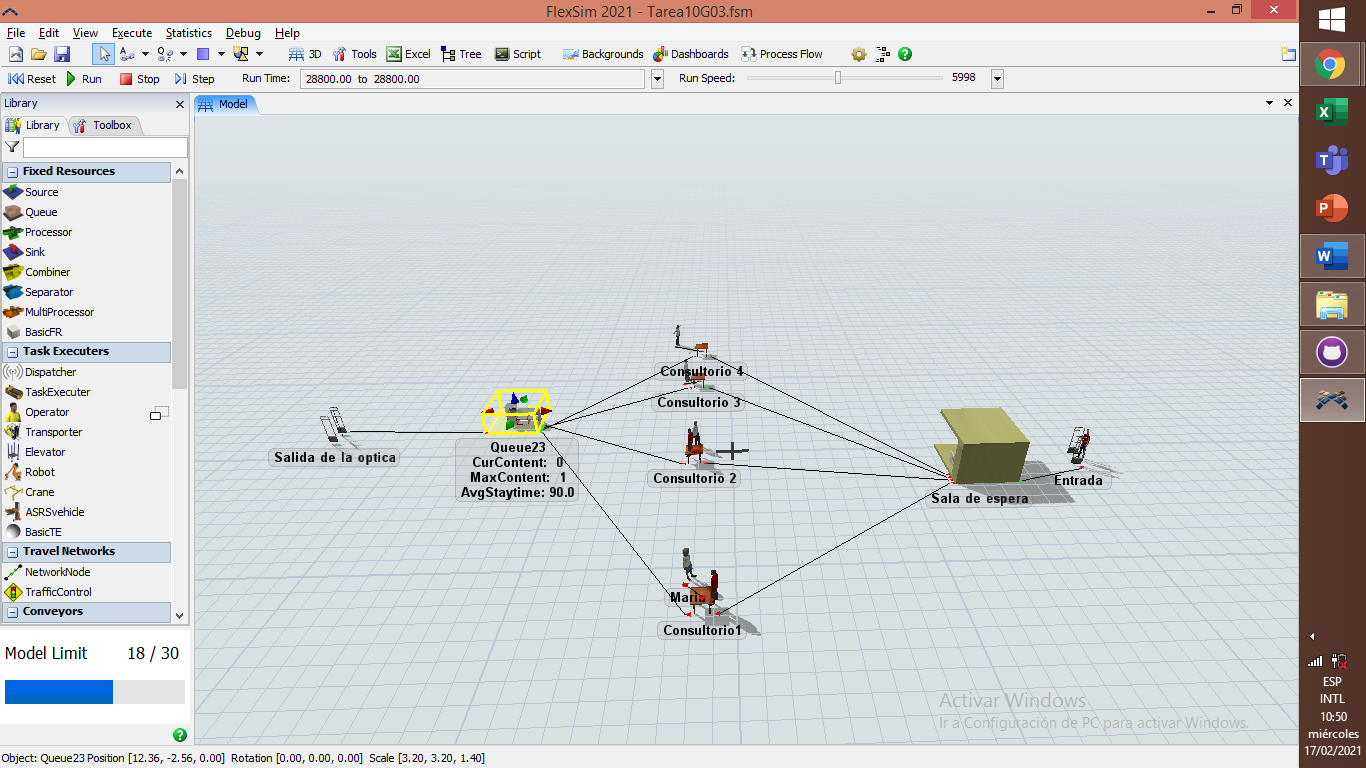 FlexSim 2021 - Tarea10G03.fsm
File Edit View Execute Statistics Debug Help
3D Tools Excel Tree Script Backgrounds Dashboards Process Flow
Reset Run Stop Step Run Time: 28800.00 to 28800.00 Run Speed: 5998
Library
Library Toolbox
Model
Fixed Resources
Source
Queue
Processor
Sink
Combiner
Separator
MultiProcessor
BasicFR
Task Executers
Dispatcher
TaskExecuter
Operator
Transporter
Elevator
Robot
Crane
ASRSvehicle
BasicTE
Travel Networks
NetworkNode
TrafficControl
Conveyors
Model Limit 18 / 30
Consultorio 4
Consultorio 3
Salida de la optica
Queue23
CurContent: 0
MaxContent: 1
AvgStaytime: 90.0
Consultorio 2
Sala de espera
Entrada
Maria
Consultorio1
Activar Windows
Ir a Configuración de PC para activar Windows.
Object: Queue23 Position [12.36, -2.56, 0.00] Rotation [0.00, 0.00, 0.00] Scale [3.20, 3.20, 1.40]
ESP
INTL
10:50
miércoles
17/02/2021